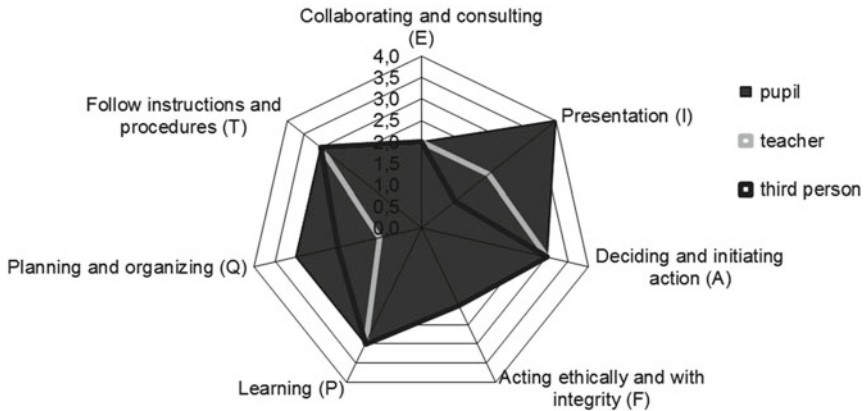 Collaborating and consulting
(E)
4,0
3,5
3,0
2,5
2,0
1,5
1,0
0,5
0,0
Presentation (I)
Deciding and initiating
action (A)
Acting ethically and with
integrity (F)
Learning (P)
Planning and organizing (Q)
Follow instructions and
procedures (T)
pupil
teacher
third person